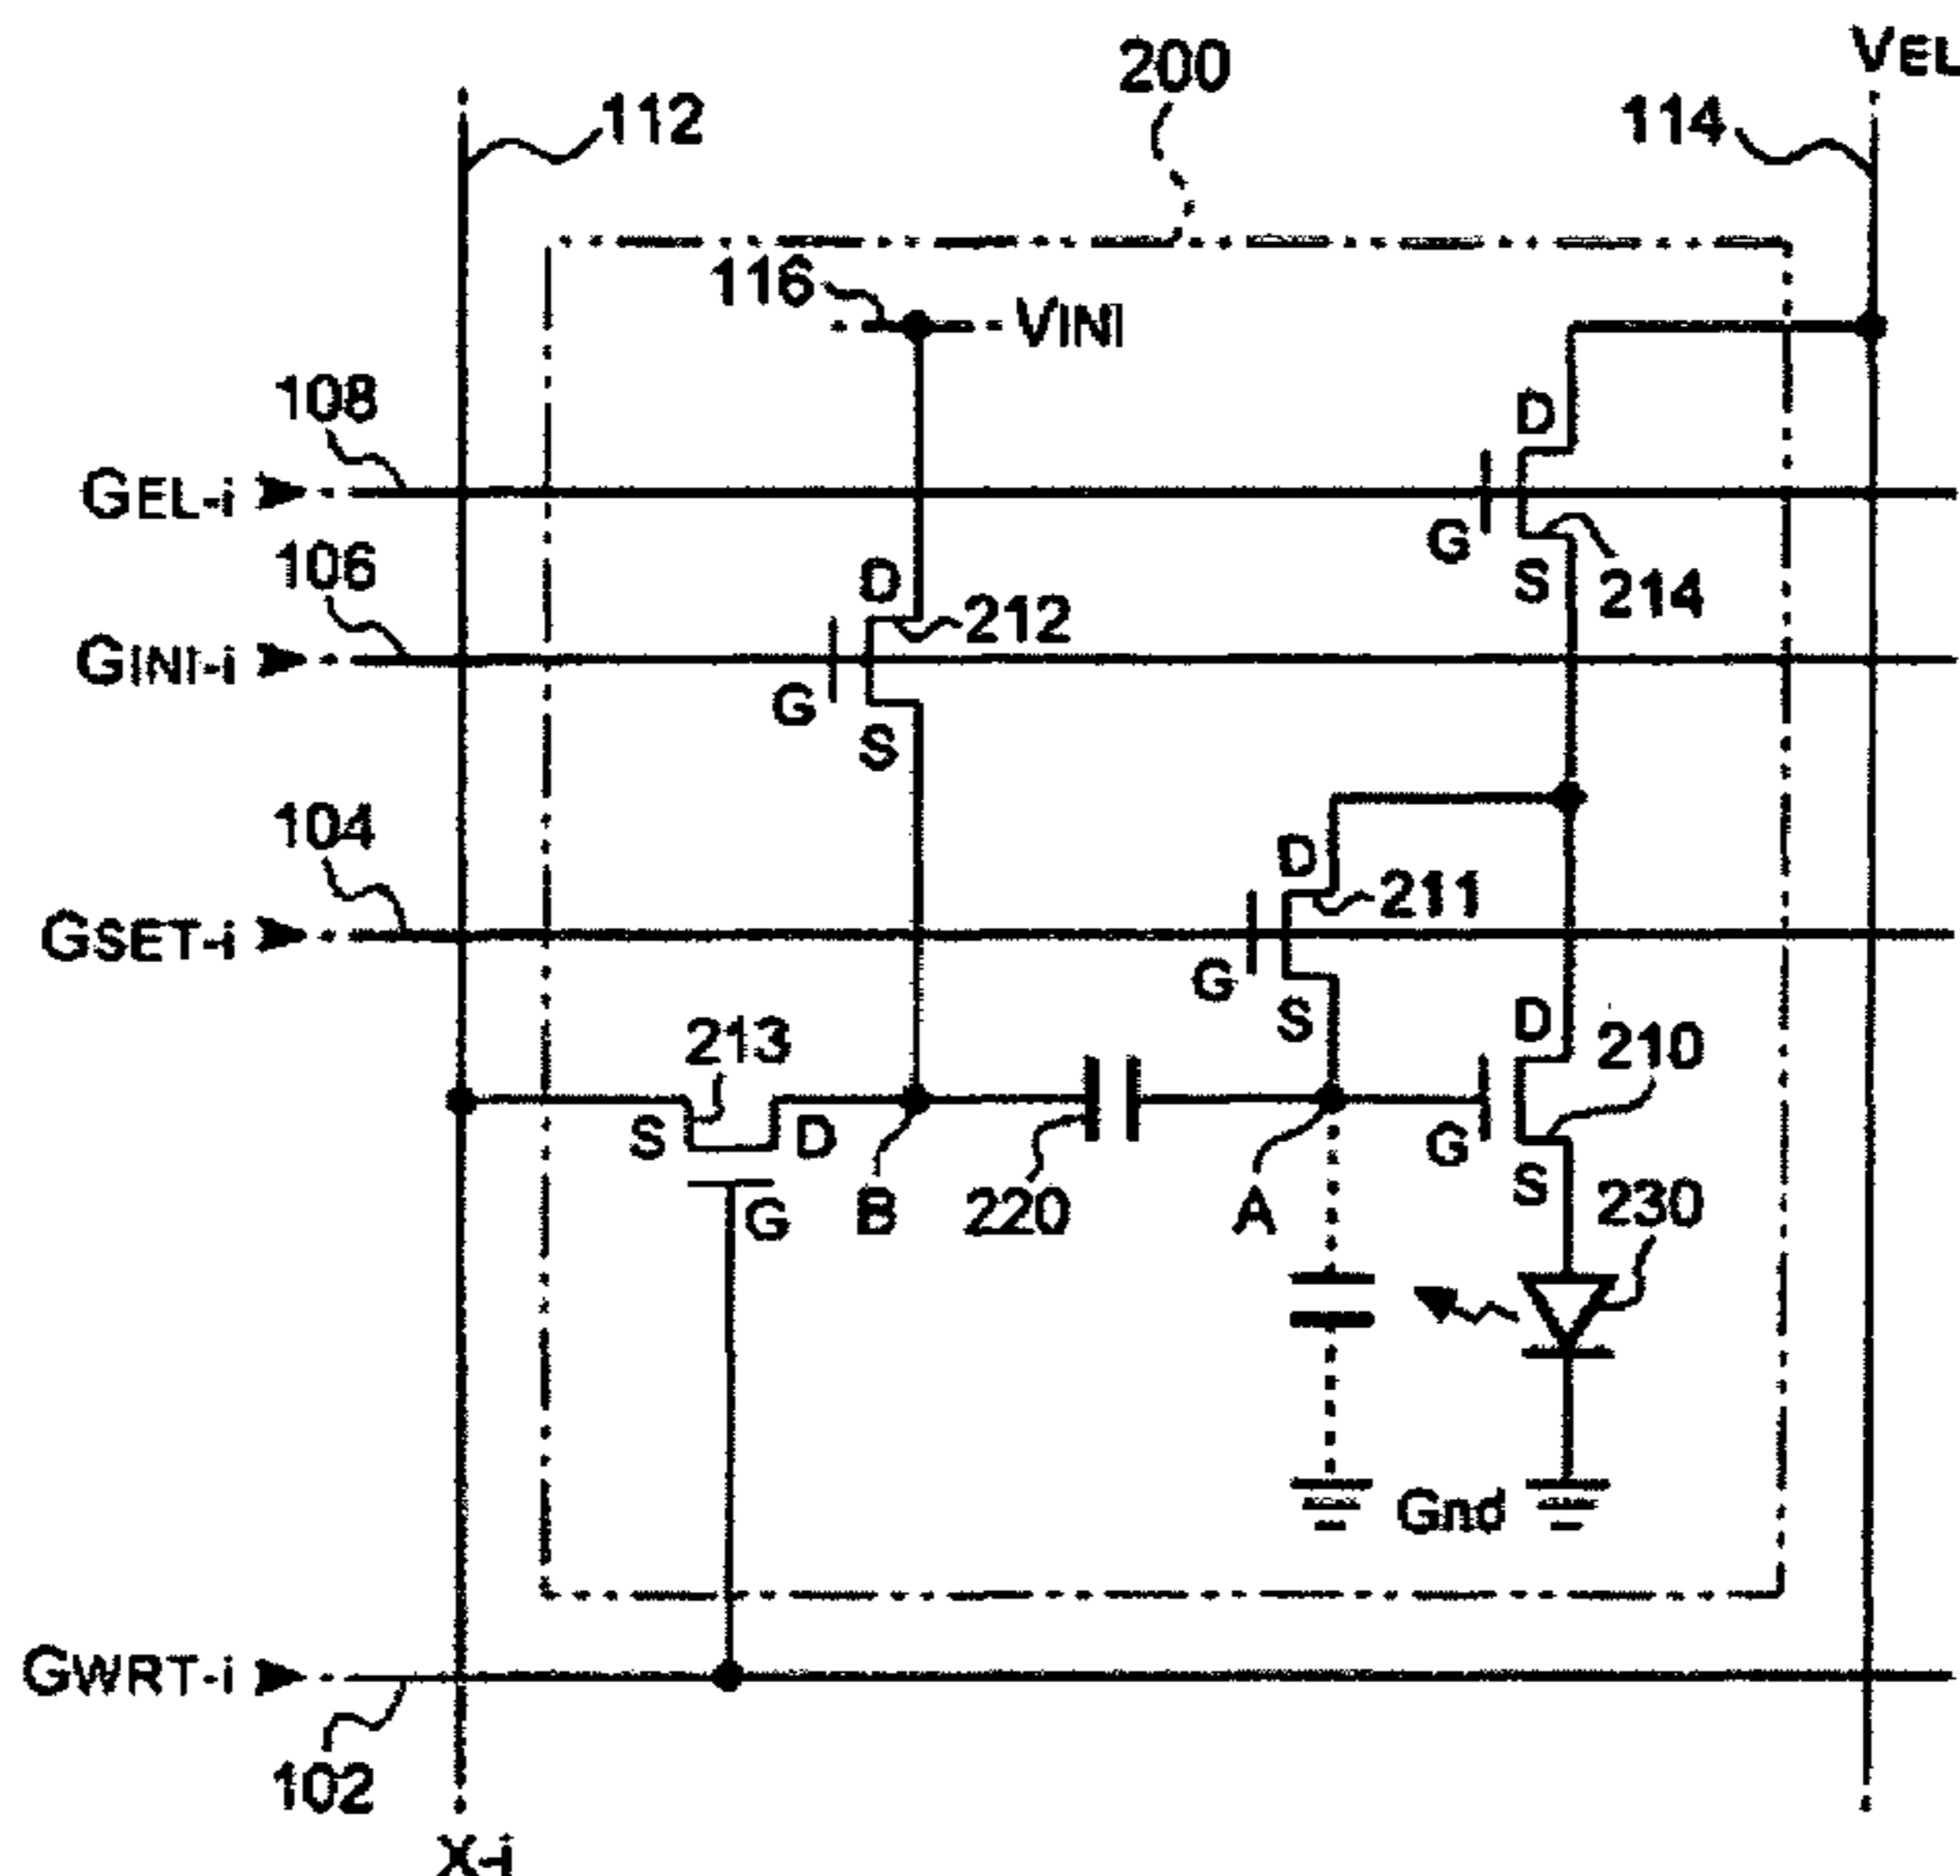 200
VEL
112
114
116
VINI
108
D
GEL-i
G
S
214
106
D
212
GINI-i
G
S
104
D
211
GSET-i
G
S
213
D
210
S
D
G
S
230
G
B
220
A
Gnd
GWRT-i
102
X-j